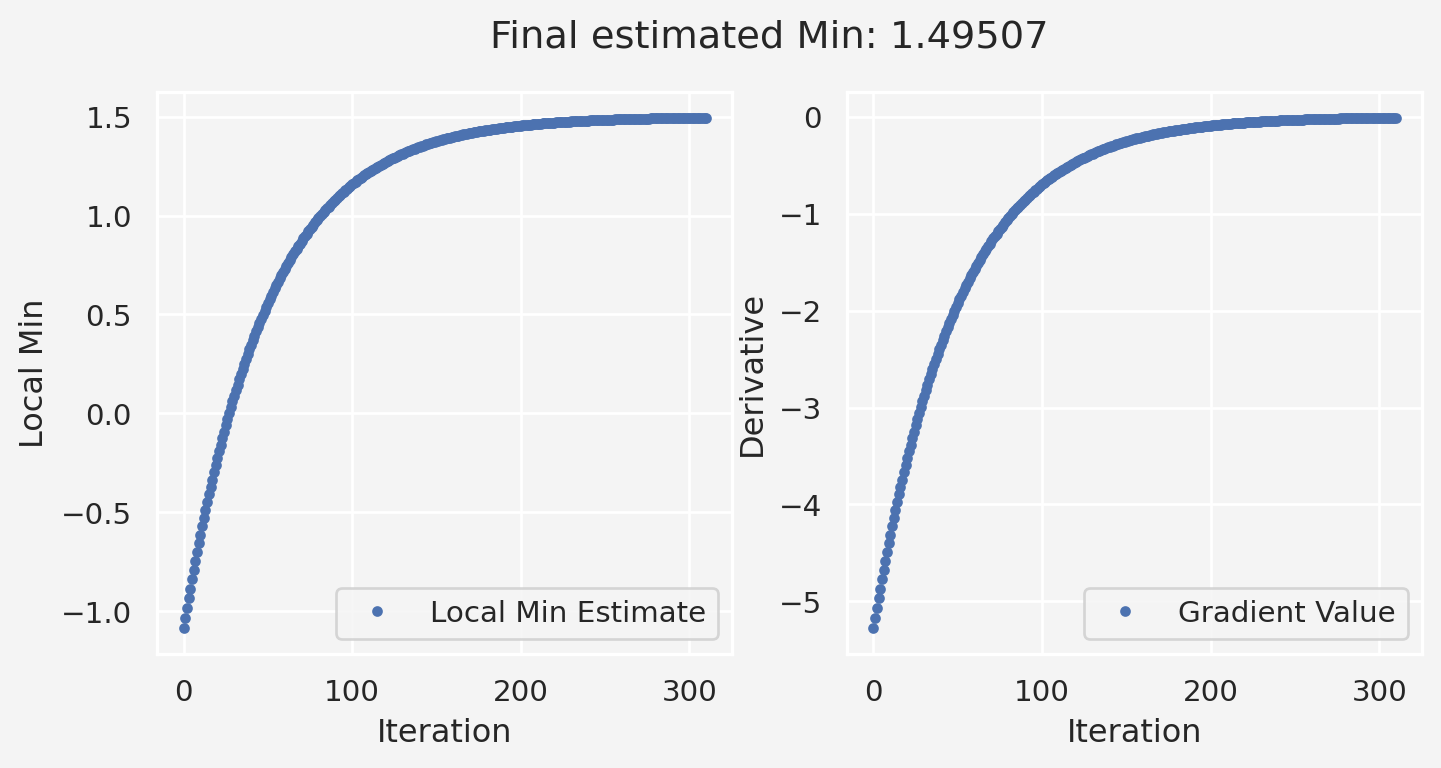 Final estimated Min: 1.49507
1.5
1.0
0.5
0.0
−0.5
−1.0
Local Min
Local Min Estimate
0 100 200 300
Iteration
0
−1
−2
−3
−4
−5
Derivative
Gradient Value
0 100 200 300
Iteration